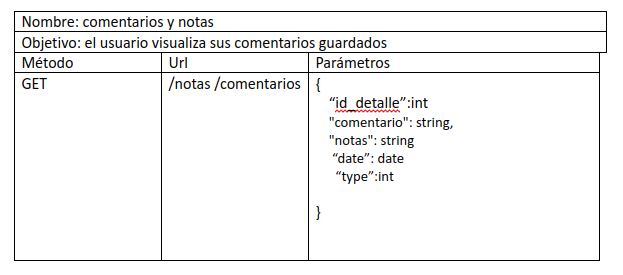 Nombre: comentarios y notas
Objetivo: el usuario visualiza sus comentarios guardados
Método Url Parámetros
GET /notas /comentarios {
“id_detalle”:int
"comentario": string,
"notas": string
“date”: date
“type”:int
}